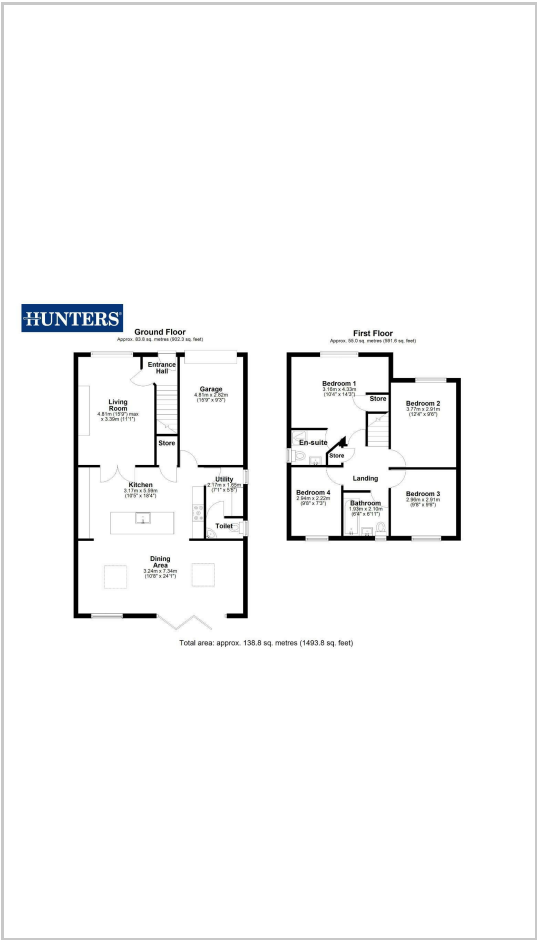 HUNTERS
Ground Floor
Approx. 83.8 sq. metres (902.3 sq. feet)
Entrance
Hall
Living
Room
4.81m (15'9") max
x 3.39m (11'1")
Garage
4.81m x 2.82m
(15'9" x 9'3")
Store
Kitchen
3.17m x 5.59m
(10'5" x 18'4")
Utility
2.17m x 1.65m
(7'1" x 5'5")
Toilet
Dining
Area
3.24m x 7.34m
(10'8" x 24'1")
First Floor
Approx. 55.0 sq. metres (591.6 sq. feet)
Bedroom 1
3.16m x 4.33m
(10'4" x 14'2")
Store
Bedroom 2
3.77m x 2.91m
(12'4" x 9'6")
En-suite
Store
Landing
Bedroom 4
2.94m x 2.22m
(9'8" x 7'3")
Bathroom
1.93m x 2.10m
(6'4" x 6'11")
Bedroom 3
2.96m x 2.91m
(9'8" x 9'6")
Total area: approx. 138.8 sq. metres (1493.8 sq. feet)